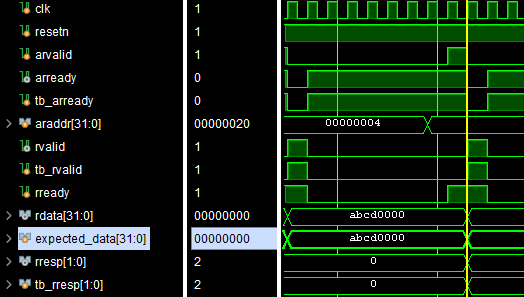 clk 1
resetn 1
arvalid 1
arready 0
tb_arready 0
araddr[31:0] 00000020 00000004
rvalid 1
tb_rvalid 1
rready 1
rdata[31:0] 00000000 abcd0000
expected_data[31:0] 00000000 abcd0000
rresp[1:0] 2 0
tb_rresp[1:0] 2 0